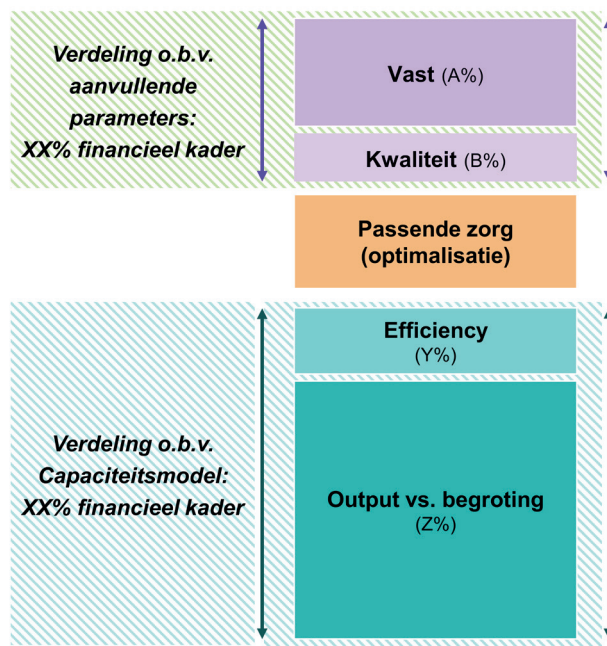 Verdeling o.b.v.
aanvullende
parameters:
XX% financieel kader
Vast (A%)
Kwaliteit (B%)
Passende zorg
(optimalisatie)
Verdeling o.b.v.
Capaciteitsmodel:
XX% financieel kader
Efficiency
(Y%)
Output vs. begroting
(Z%)